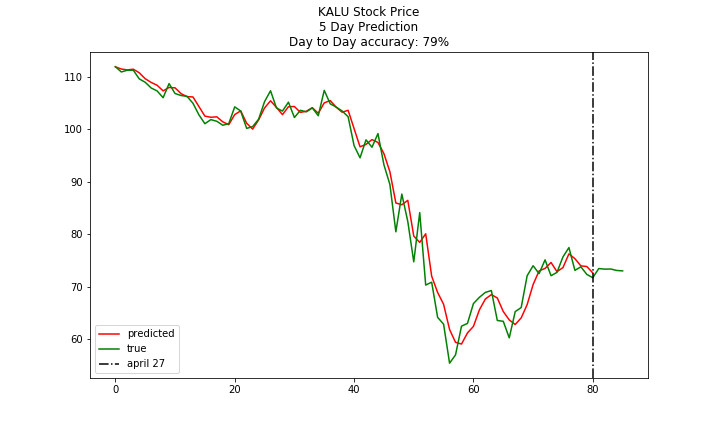 KALU Stock Price
5 Day Prediction
Day to Day accuracy: 79%
110
100
90
80
70
60
predicted
true
april 27
0 20 40 60 80